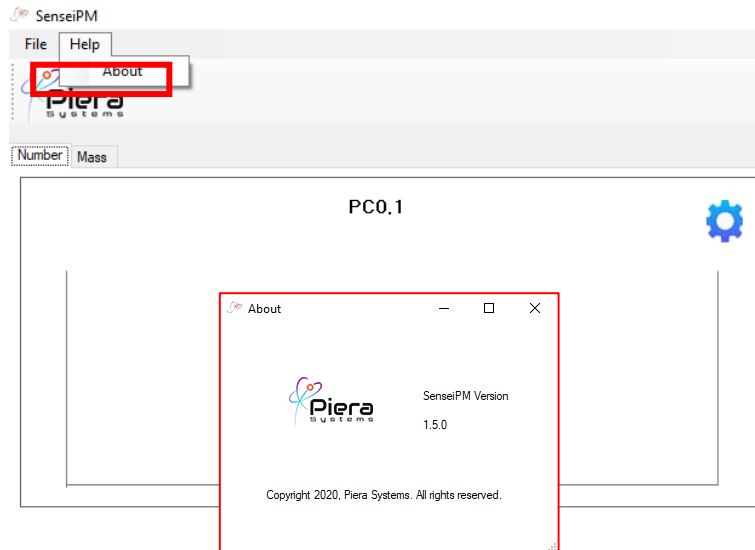 SenseiPM
File Help
About
Piera
Systems
Number Mass
PC0.1
About
Piera
Systems
SenseiPM Version
1.5.0
Copyright 2020, Piera Systems. All rights reserved.